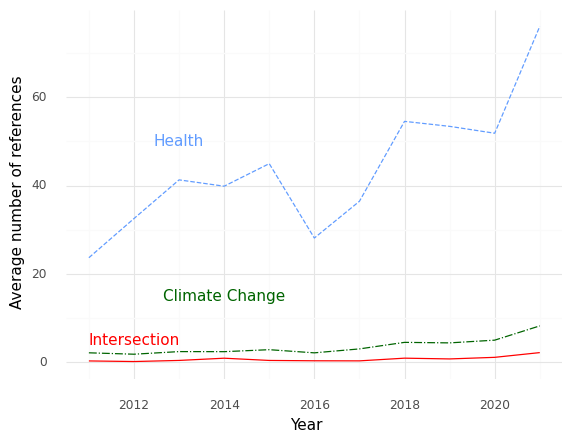 Average number of references
60
40
20
0
Health
Climate Change
Intersection
2012 2014 2016 2018 2020
Year